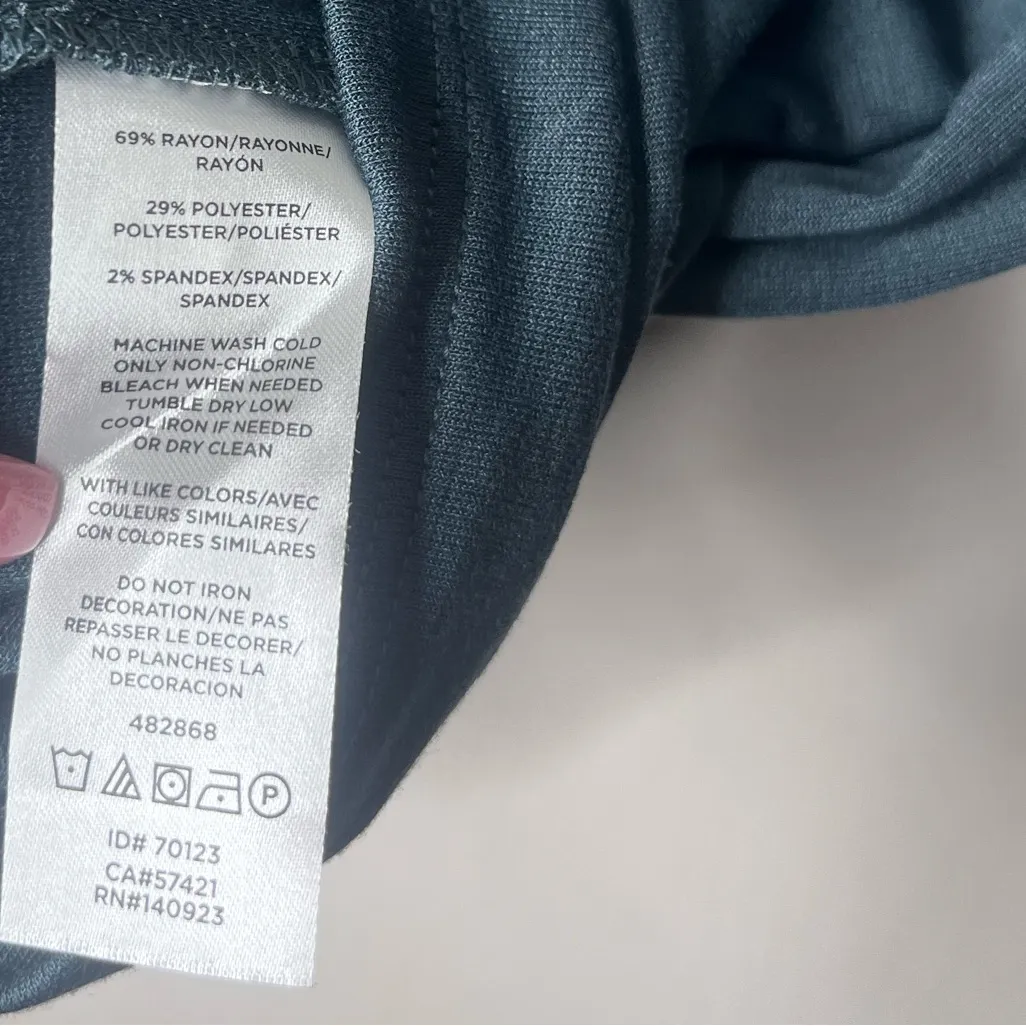 69% RAYON/RAYONNE/
RAYÓN
29% POLYESTER/
POLYESTER/POLIÉSTER
2% SPANDEX/SPANDEX/
SPANDEX
MACHINE WASH COLD
ONLY NON-CHLORINE
BLEACH WHEN NEEDED
TUMBLE DRY LOW
COOL IRON IF NEEDED
OR DRY CLEAN
WITH LIKE COLORS/AVEC
COULEURS SIMILAIRES/
CON COLORES SIMILARES
DO NOT IRON
DECORATION/NE PAS
REPASSER LE DECORER/
NO PLANCHES LA
DECORACION
482868
P
ID# 70123
CA#57421
RN#140923